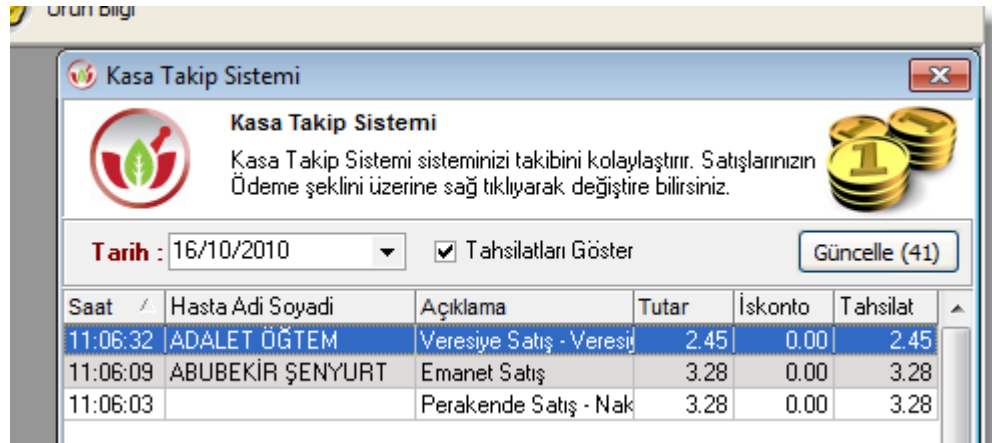 Ürün Bilgi
Kasa Takip Sistemi
Kasa Takip Sistemi
Kasa Takip Sistemi sisteminizi takibini kolaylaştırır. Satışlarınızın
Ödeme şeklini üzerine sağ tıklıyarak değiştire bilirsiniz.
Tarih : 16/10/2010 Tahsilatları Göster Güncelle (41)
Saat Hasta Adi Soyadi Açıklama Tutar İskonto Tahsilat
11:06:32 ADALET ÖĞTEM Veresiye Satış - Veresiy 2.45 0.00 2.45
11:06:09 ABUBEKİR ŞENYURT Emanet Satış 3.28 0.00 3.28
11:06:03 Perakende Satış - Nak 3.28 0.00 3.28